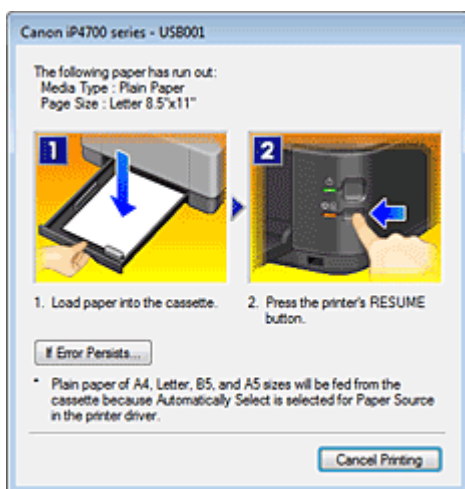 Canon iP4700 series - USB001
The following paper has run out:
Media Type : Plain Paper
Page Size : Letter 8.5"x11"
1
2
1. Load paper into the cassette.
2. Press the printer's RESUME
button.
If Error Persists...
* Plain paper of A4, Letter, B5, and A5 sizes will be fed from the
cassette because Automatically Select is selected for Paper Source
in the printer driver.
Cancel Printing